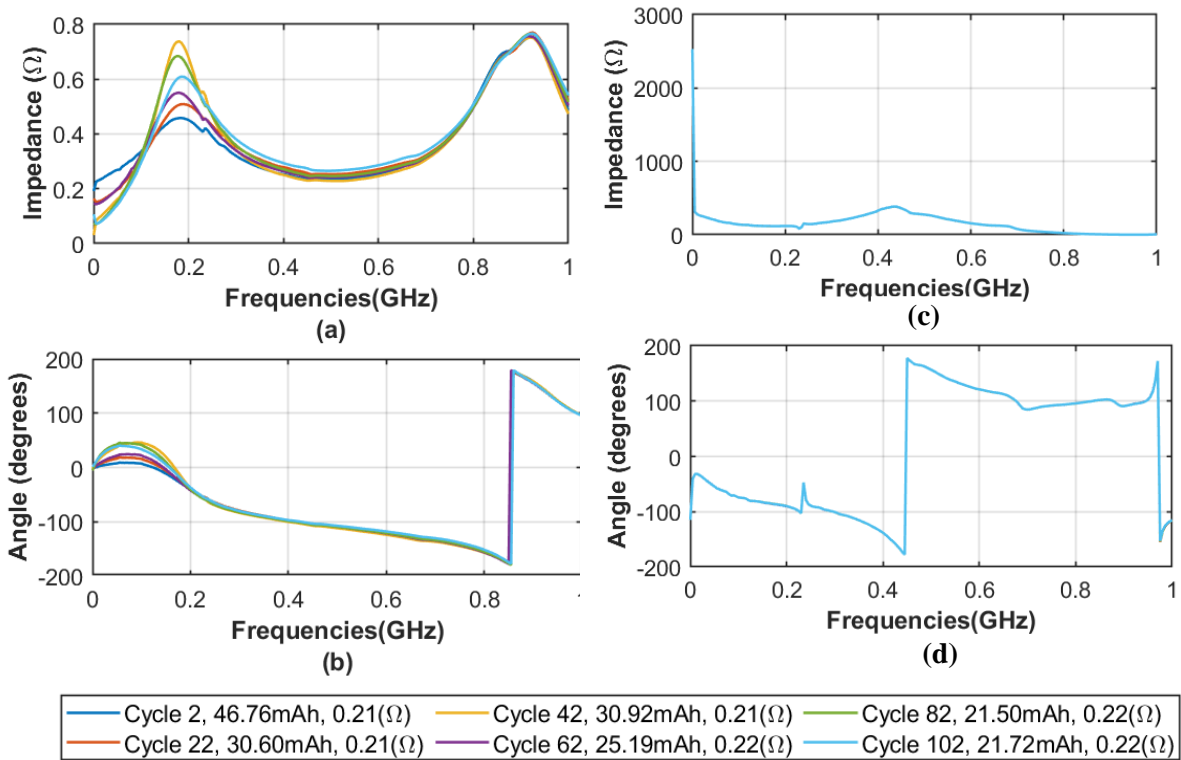 0.8
0.6
0.4
0.2
0
Impedance (Ω)
0 0.2 0.4 0.6 0.8 1
Frequencies(GHz)
(a)
3000
2000
1000
0
Impedance (Ω)
0 0.2 0.4 0.6 0.8 1
Frequencies(GHz)
(c)
200
100
0
-100
-200
Angle (degrees)
0 0.2 0.4 0.6 0.8
Frequencies(GHz)
(b)
200
100
0
-100
-200
Angle (degrees)
0 0.2 0.4 0.6 0.8 1
Frequencies(GHz)
(d)
Cycle 2, 46.76mAh, 0.21(Ω) Cycle 42, 30.92mAh, 0.21(Ω) Cycle 82, 21.50mAh, 0.22(Ω)
Cycle 22, 30.60mAh, 0.21(Ω) Cycle 62, 25.19mAh, 0.22(Ω) Cycle 102, 21.72mAh, 0.22(Ω)